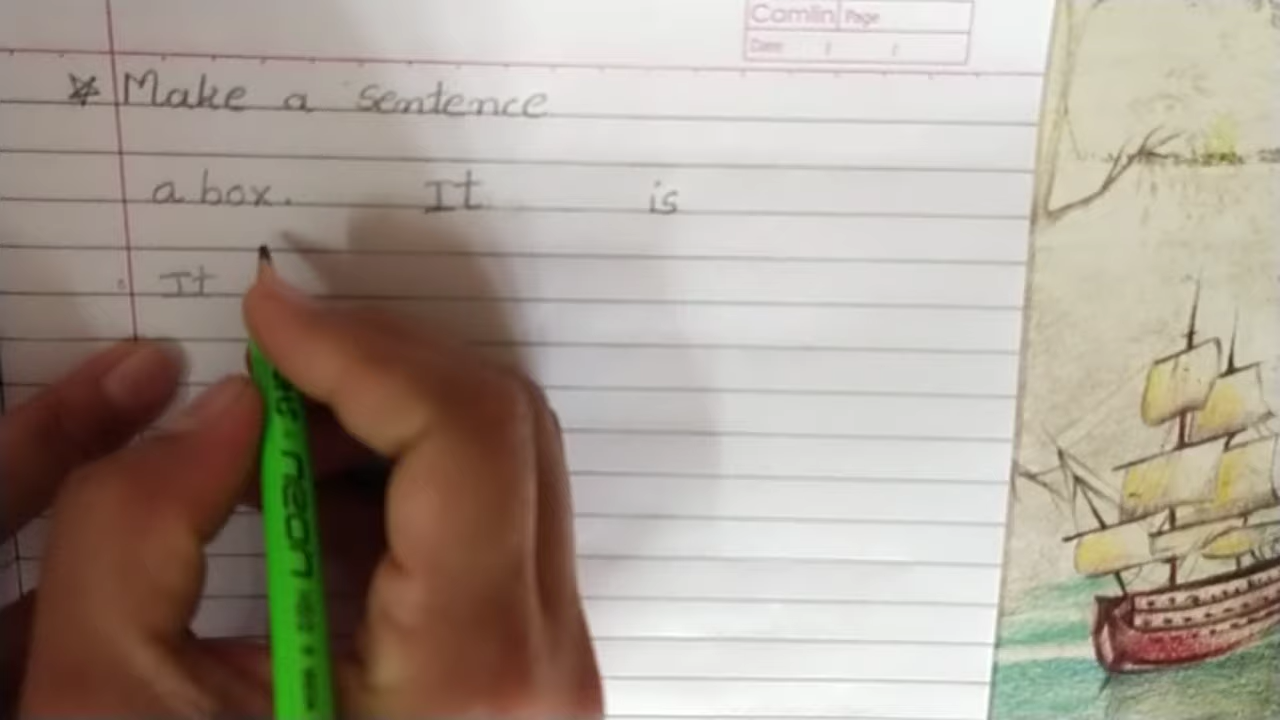 Camlin Page
Date: / /
* Make a sentence
a box. It is
It
neon